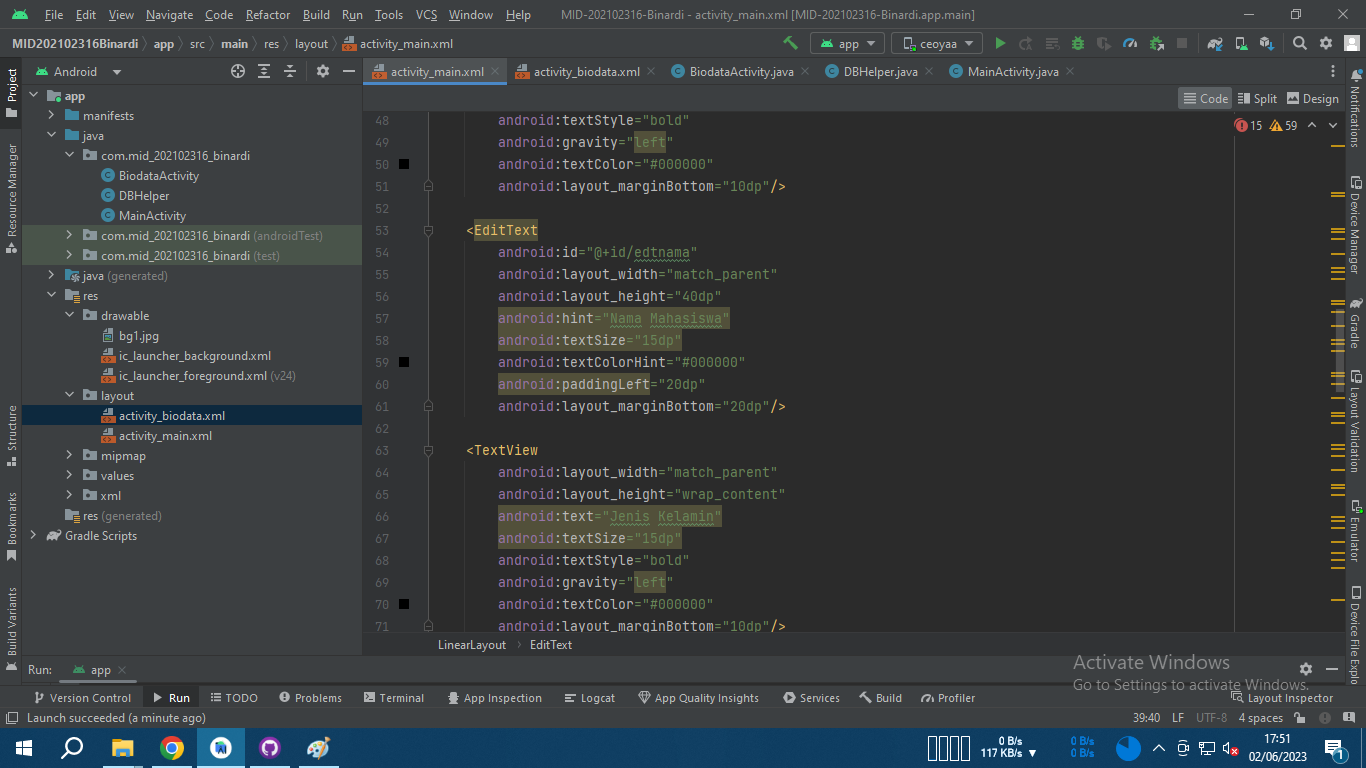 File Edit View Navigate Code Refactor Build Run Tools VCS Window Help MID-202102316-Binardi - activity_main.xml [MID-202102316-Binardi.app.main]
MID202102316Binardi app src main res layout activity_main.xml app ceoyaa
Project
Resource Manager
Structure
Bookmarks
Build Variants
Android
app
manifests
java
com.mid_202102316_binardi
BiodataActivity
DBHelper
MainActivity
com.mid_202102316_binardi (androidTest)
com.mid_202102316_binardi (test)
java (generated)
res
drawable
bg1.jpg
ic_launcher_background.xml
ic_launcher_foreground.xml (v24)
layout
activity_biodata.xml
activity_main.xml
mipmap
values
xml
res (generated)
Gradle Scripts
activity_main.xml activity_biodata.xml BiodataActivity.java DBHelper.java MainActivity.java
Code Split Design
15 59
48 android:textStyle="bold"
49 android:gravity="left"
50 android:textColor="#000000"
51 android:layout_marginBottom="10dp"/>
52
53 <EditText
54 android:id="@+id/edtnama"
55 android:layout_width="match_parent"
56 android:layout_height="40dp"
57 android:hint="Nama Mahasiswa"
58 android:textSize="15dp"
59 android:textColorHint="#000000"
60 android:paddingLeft="20dp"
61 android:layout_marginBottom="20dp"/>
62
63 <TextView
64 android:layout_width="match_parent"
65 android:layout_height="wrap_content"
66 android:text="Jenis Kelamin"
67 android:textSize="15dp"
68 android:textStyle="bold"
69 android:gravity="left"
70 android:textColor="#000000"
71 android:layout_marginBottom="10dp"/>
LinearLayout EditText
Notifications
Device Manager
Gradle
Layout Validation
Emulator
Device File Explo
Run: app
Activate Windows
Go to Settings to activate Windows.
Version Control Run TODO Problems Terminal App Inspection Logcat App Quality Insights Services Build Profiler Layout Inspector
Launch succeeded (a minute ago) 39:40 LF UTF-8 4 spaces
0 B/s
117 KB/s
0 B/s
0 B/s
17:51
02/06/2023
1